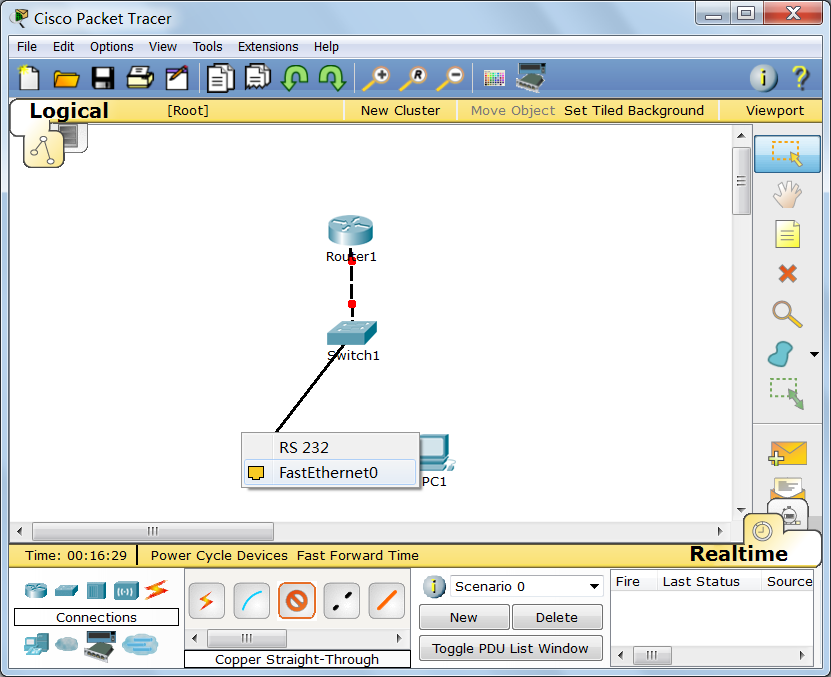 Cisco Packet Tracer
File Edit Options View Tools Extensions Help
R
Logical [Root] New Cluster Move Object Set Tiled Background Viewport
Router1
Switch1
RS 232
FastEthernet0
PC1
Time: 00:16:29 Power Cycle Devices Fast Forward Time Realtime
Connections
Copper Straight-Through
Scenario 0
New Delete
Toggle PDU List Window
Fire Last Status Source